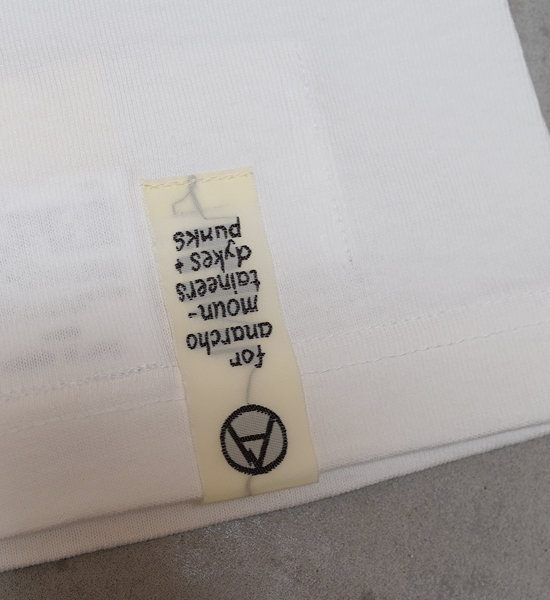 for
anarcho
moun-
taineers
dykes +
punks